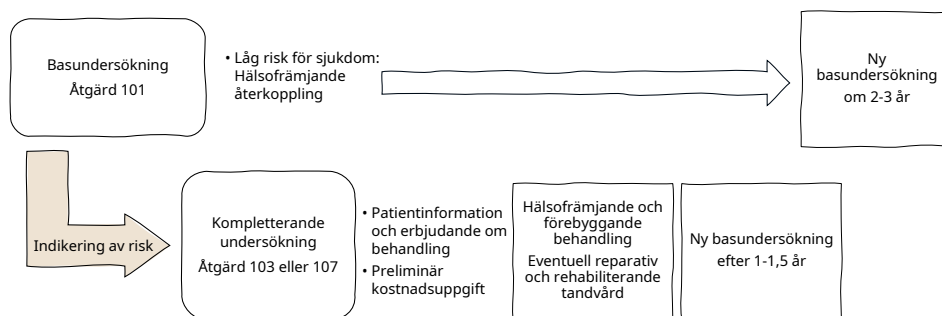 Basundersökning
Åtgärd 101
• Låg risk för sjukdom:
Hälsofrämjande
återkoppling
Ny
basundersökning
om 2-3 år
Indikering av risk
Kompletterande
undersökning
Åtgärd 103 eller 107
• Patientinformation
och erbjudande om
behandling
• Preliminär
kostnadsuppgift
Hälsofrämjande och
förebyggande
behandling
Eventuell reparativ
och rehabiliterande
tandvård
Ny basundersökning
efter 1-1,5 år